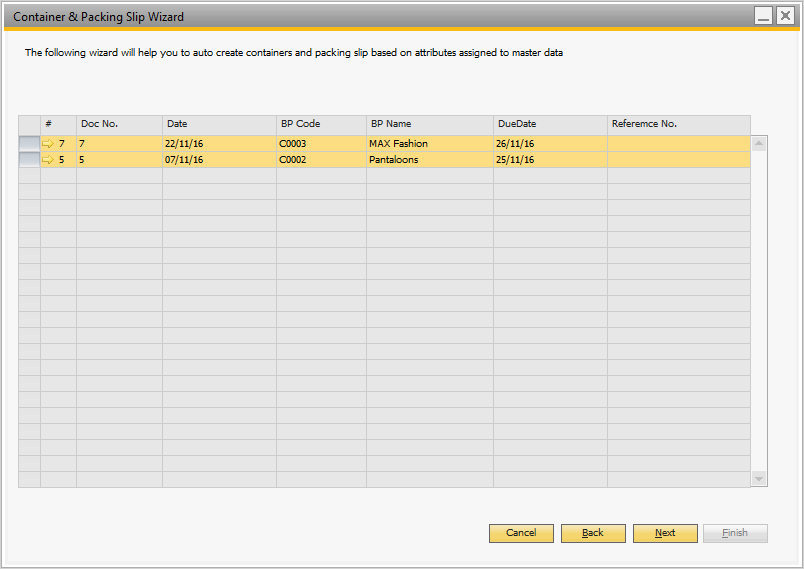 Container & Packing Slip Wizard
The following wizard will help you to auto create containers and packing slip based on attributes assigned to master data
# Doc No. Date BP Code BP Name DueDate Referemce No.
7 7 22/11/16 C0003 MAX Fashion 26/11/16
5 5 07/11/16 C0002 Pantaloons 25/11/16
Cancel Back Next Finish